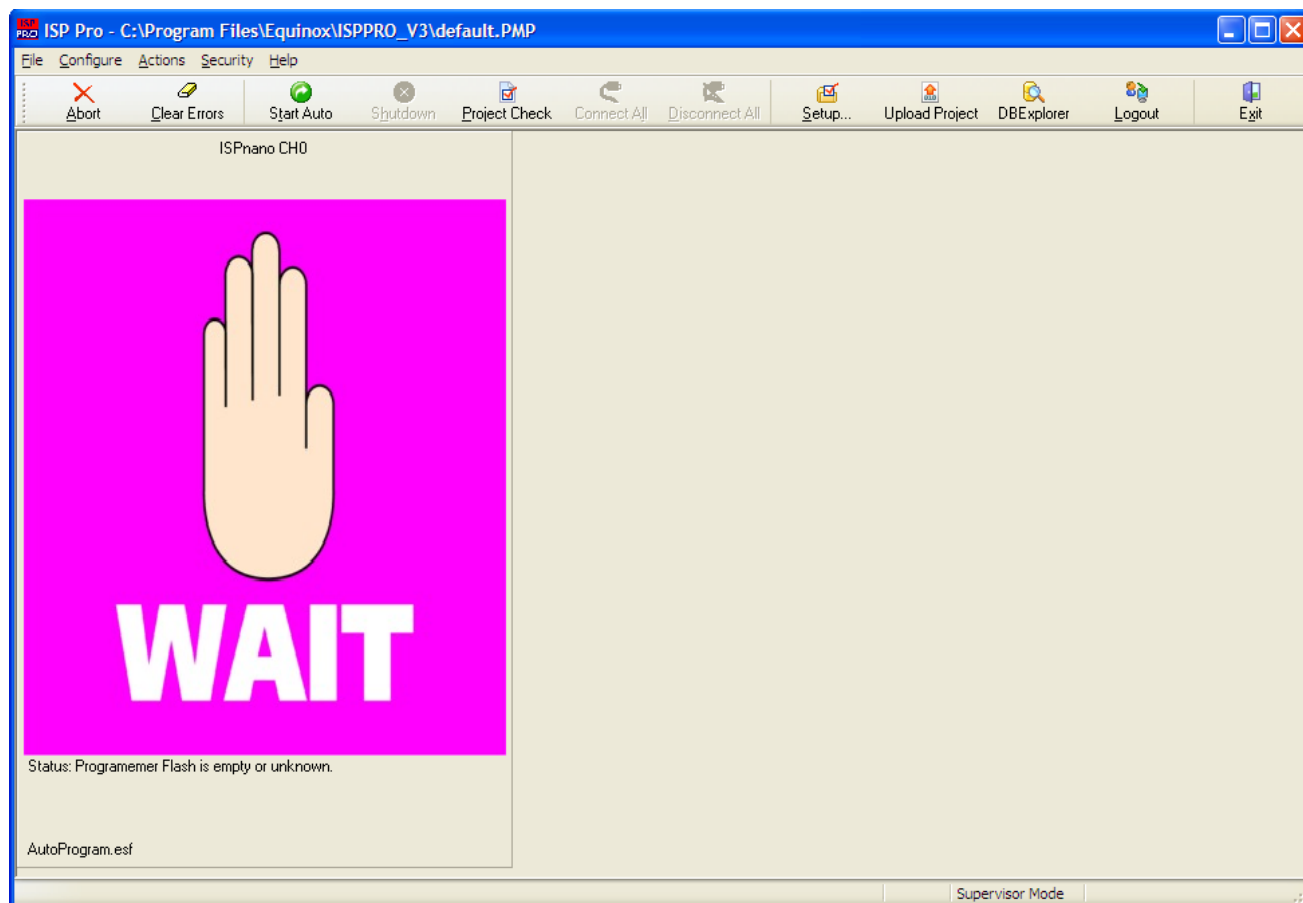 ISP PRO ISP Pro - C:\Program Files\Equinox\ISPPRO_V3\default.PMP
File Configure Actions Security Help
Abort Clear Errors Start Auto Shutdown Project Check Connect All Disconnect All Setup... Upload Project DBExplorer Logout Exit
ISPnano CH0
WAIT
Status: Programemer Flash is empty or unknown.
AutoProgram.esf
Supervisor Mode